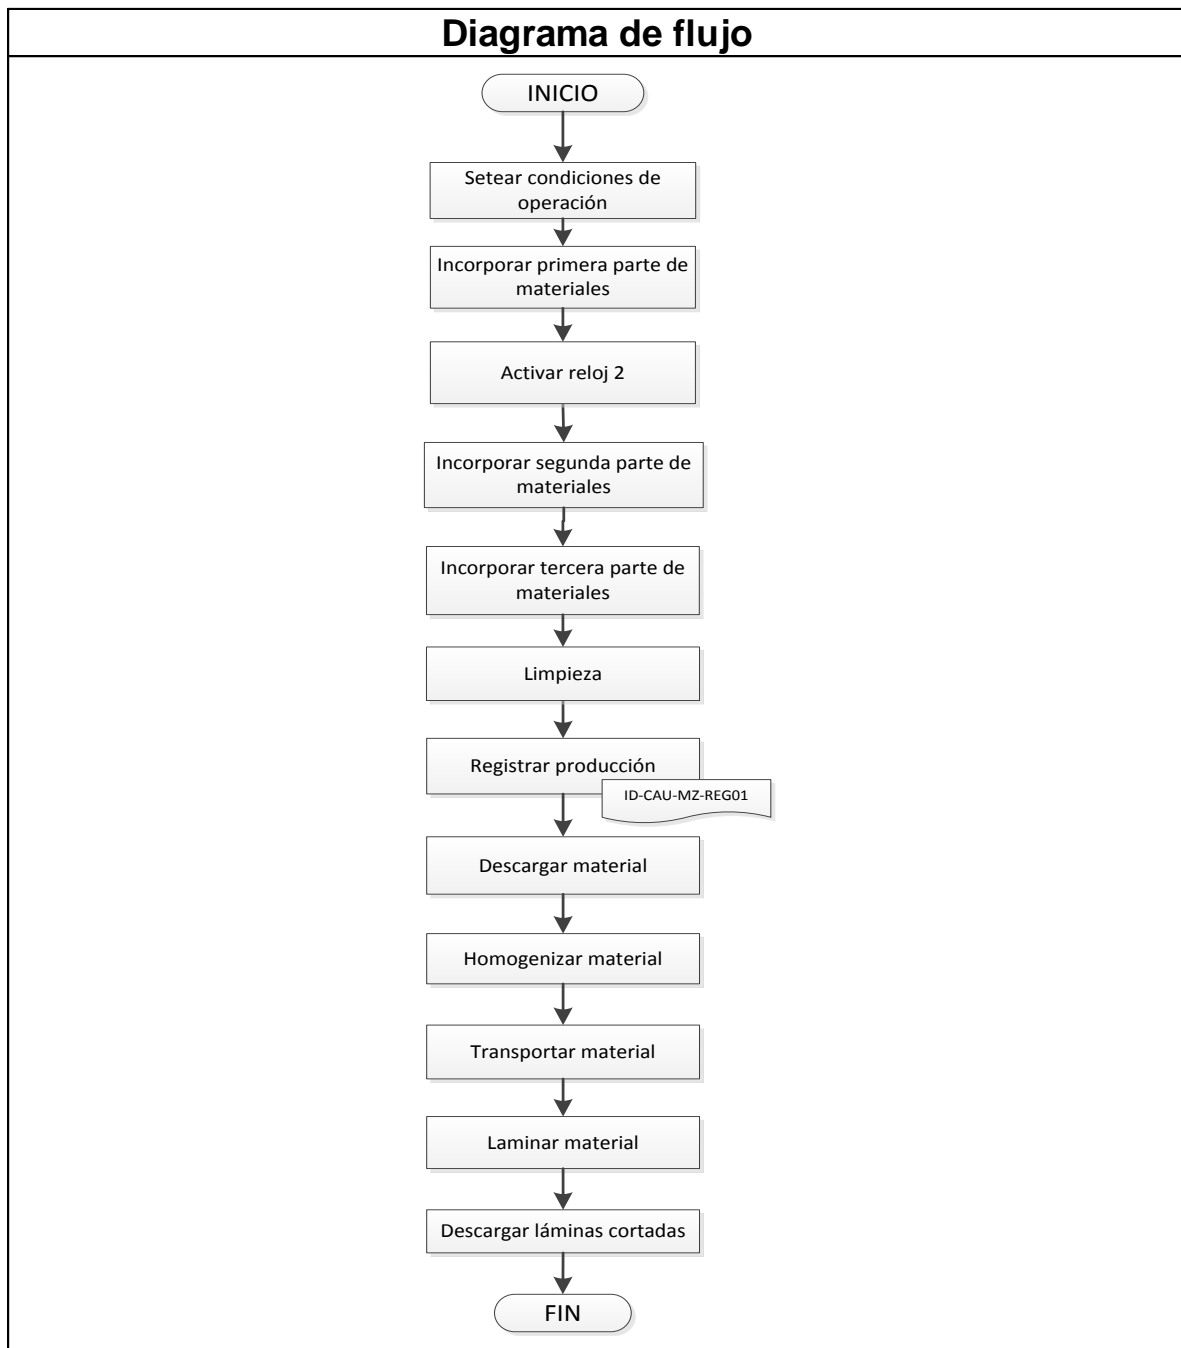 Diagrama de flujo
INICIO
Setear condiciones de
operación
Incorporar primera parte de
materiales
Activar reloj 2
Incorporar segunda parte de
materiales
Incorporar tercera parte de
materiales
Limpieza
Registrar producción
ID-CAU-MZ-REG01
Descargar material
Homogenizar material
Transportar material
Laminar material
Descargar láminas cortadas
FIN